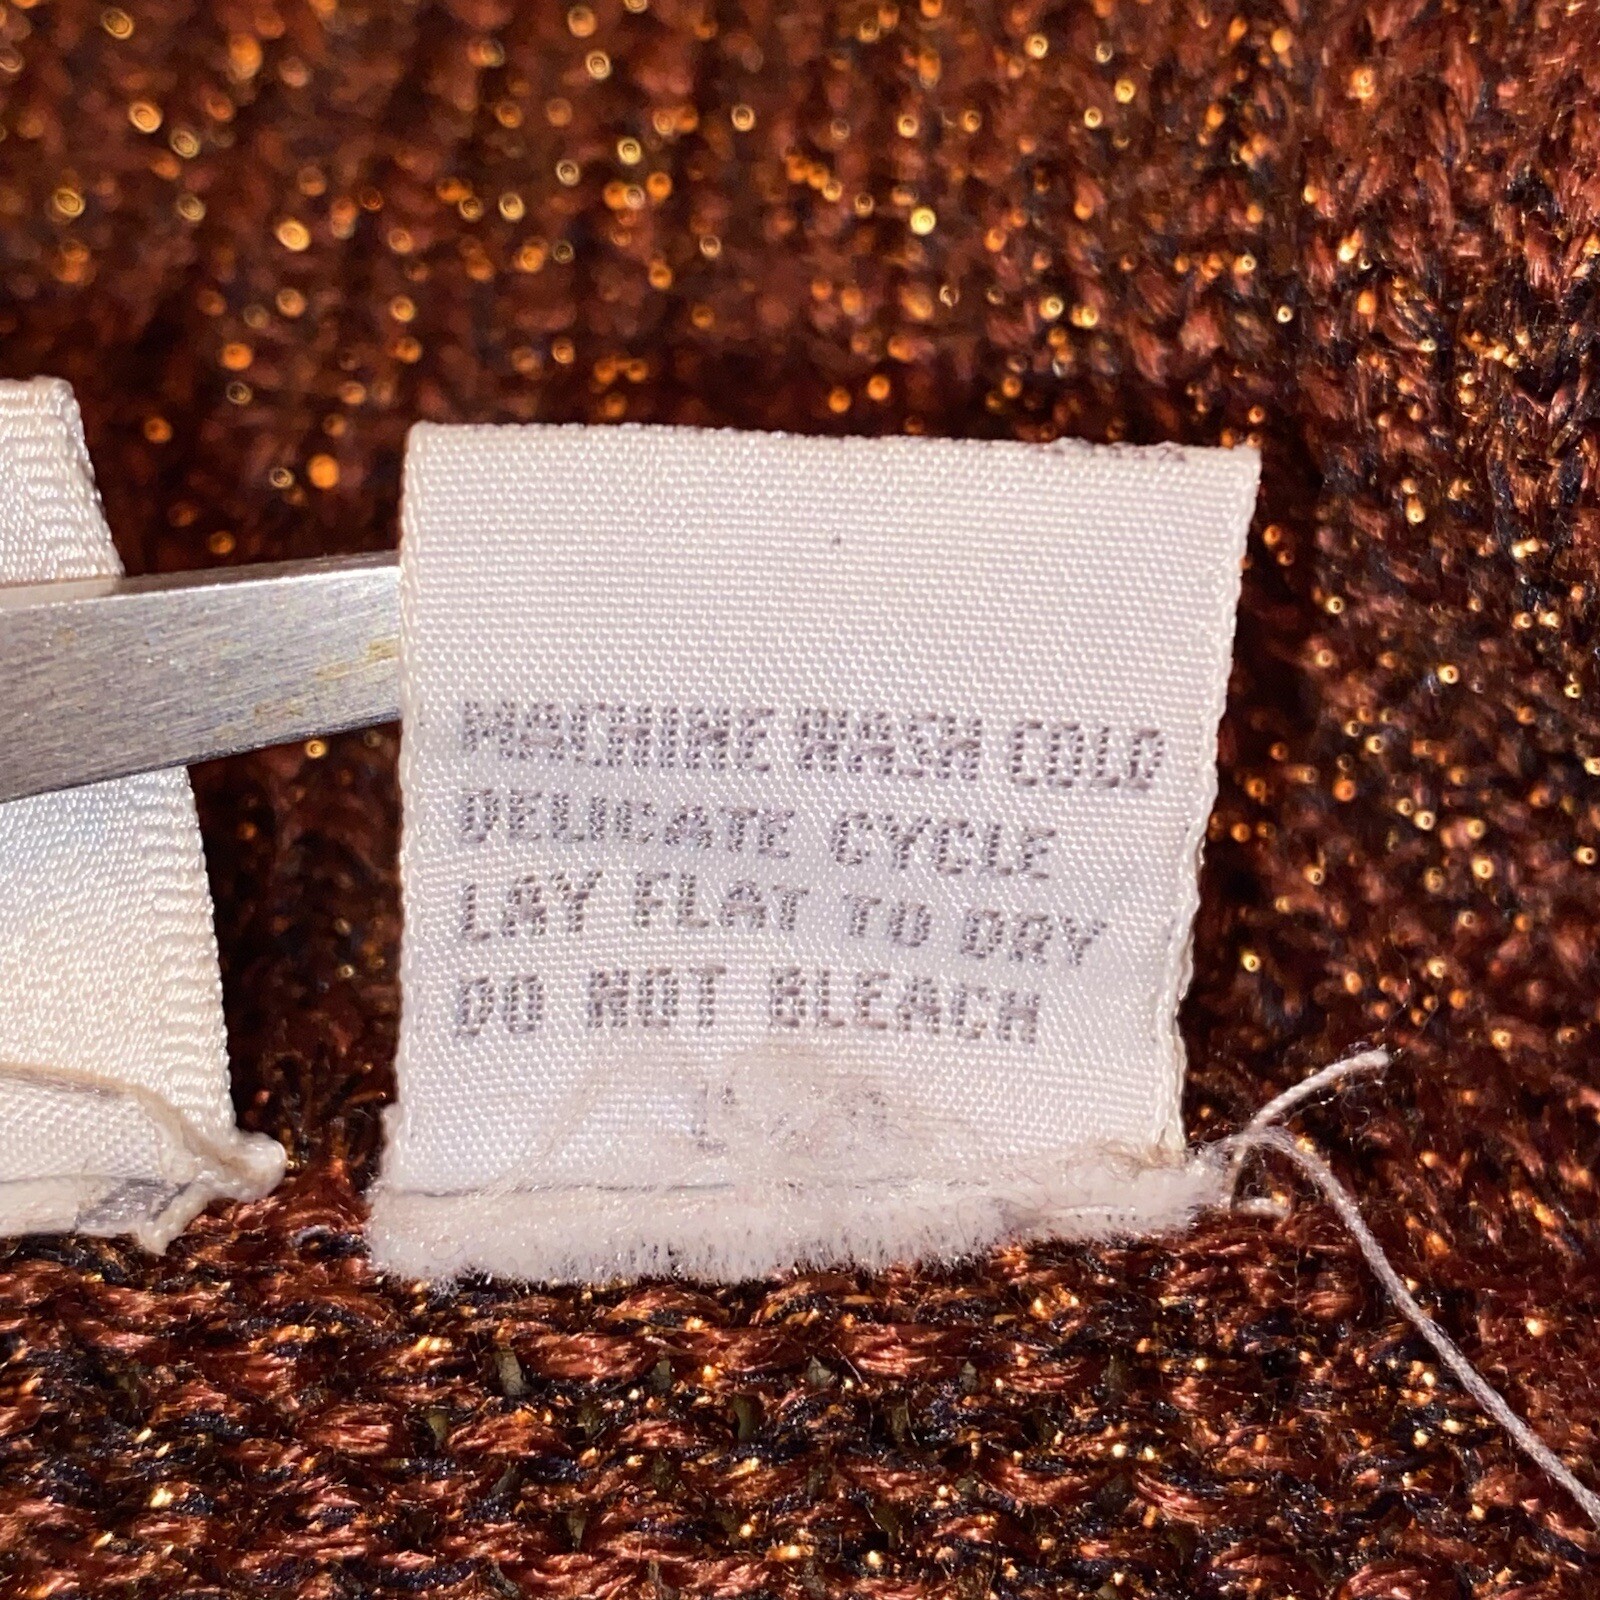 MACHINE WASH COLD
DELICATE CYCLE
LAY FLAT TO DRY
DO NOT BLEACH